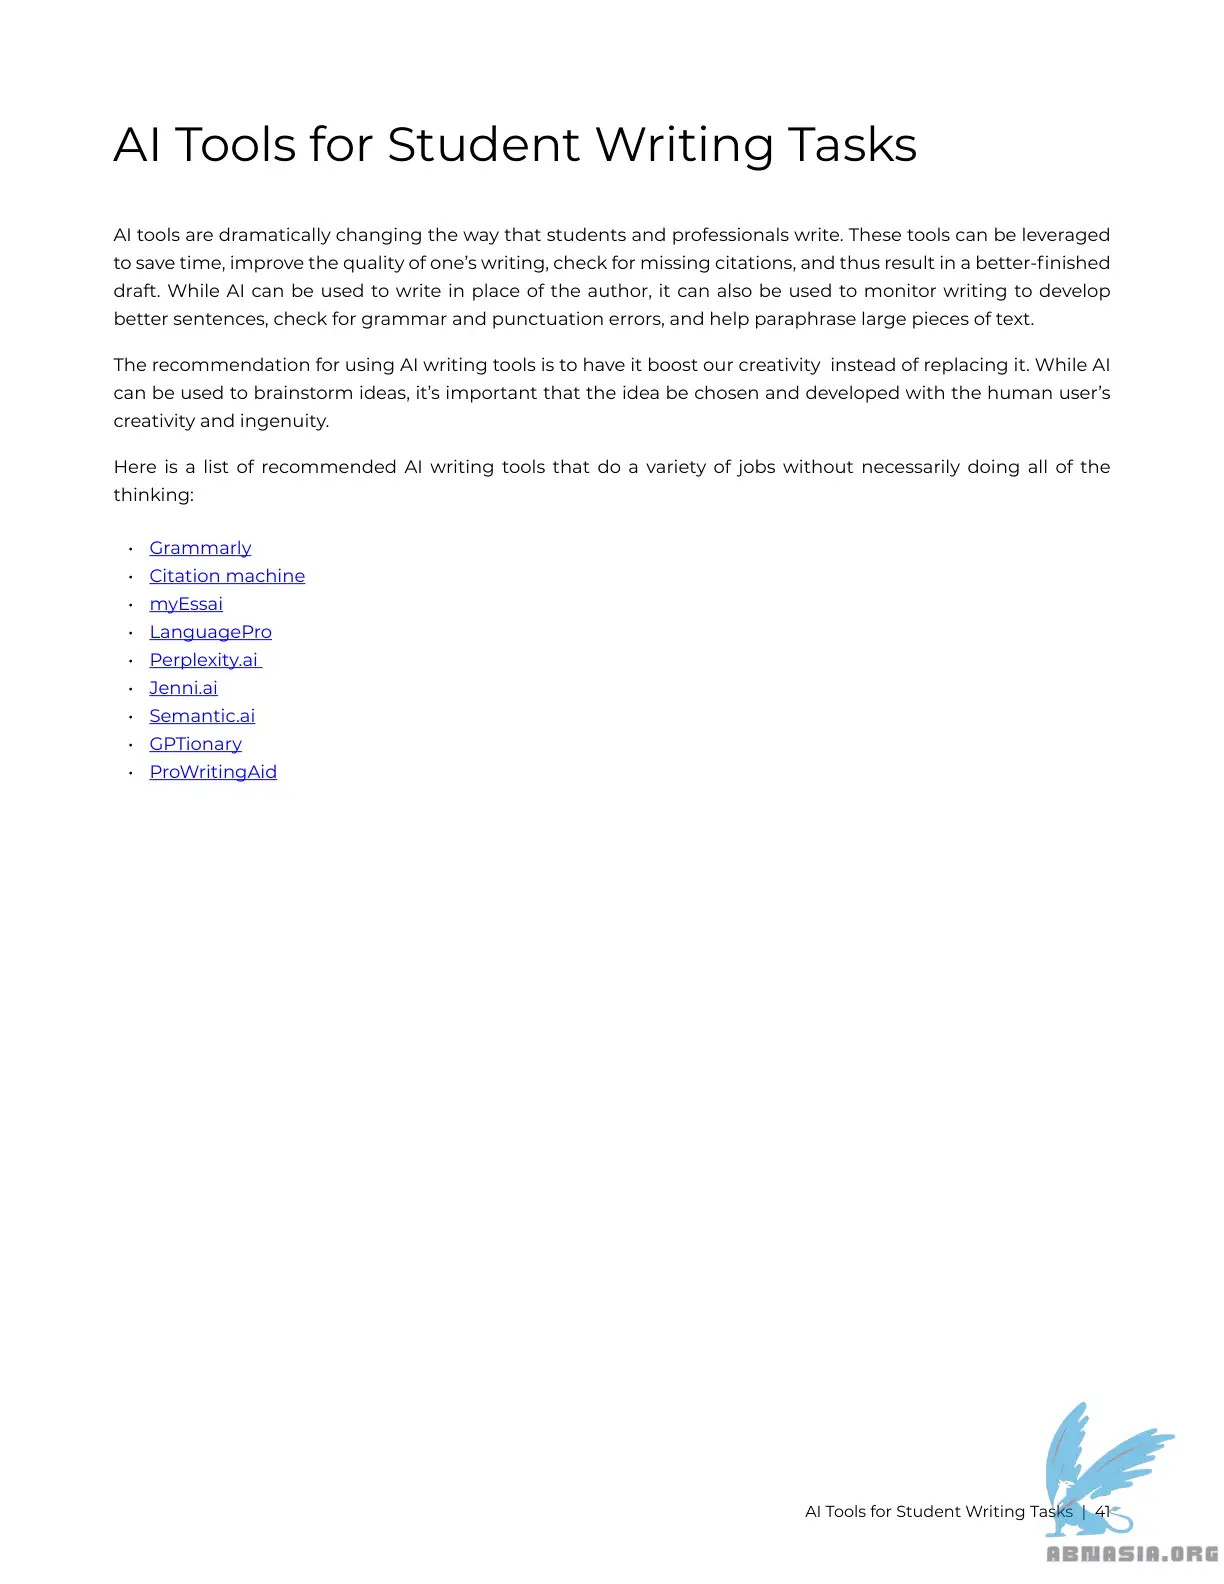 AI Tools for Student Writing Tasks
AI tools are dramatically changing the way that students and professionals write. These tools can be leveraged
to save time, improve the quality of one’s writing, check for missing citations, and thus result in a better-finished
draft. While AI can be used to write in place of the author, it can also be used to monitor writing to develop
better sentences, check for grammar and punctuation errors, and help paraphrase large pieces of text.
The recommendation for using AI writing tools is to have it boost our creativity  instead of replacing it. While AI
can be used to brainstorm ideas, it’s important that the idea be chosen and developed with the human user’s
creativity and ingenuity.
Here is a list of recommended AI writing tools that do a variety of jobs without necessarily doing all of the
thinking:
• Grammarly
• Citation machine
• myEssai
• LanguagePro
• Perplexity.ai
• Jenni.ai
• Semantic.ai
• GPTionary
• ProWritingAid
AI Tools for Student Writing Tasks | 41
ABNASIA.ORG